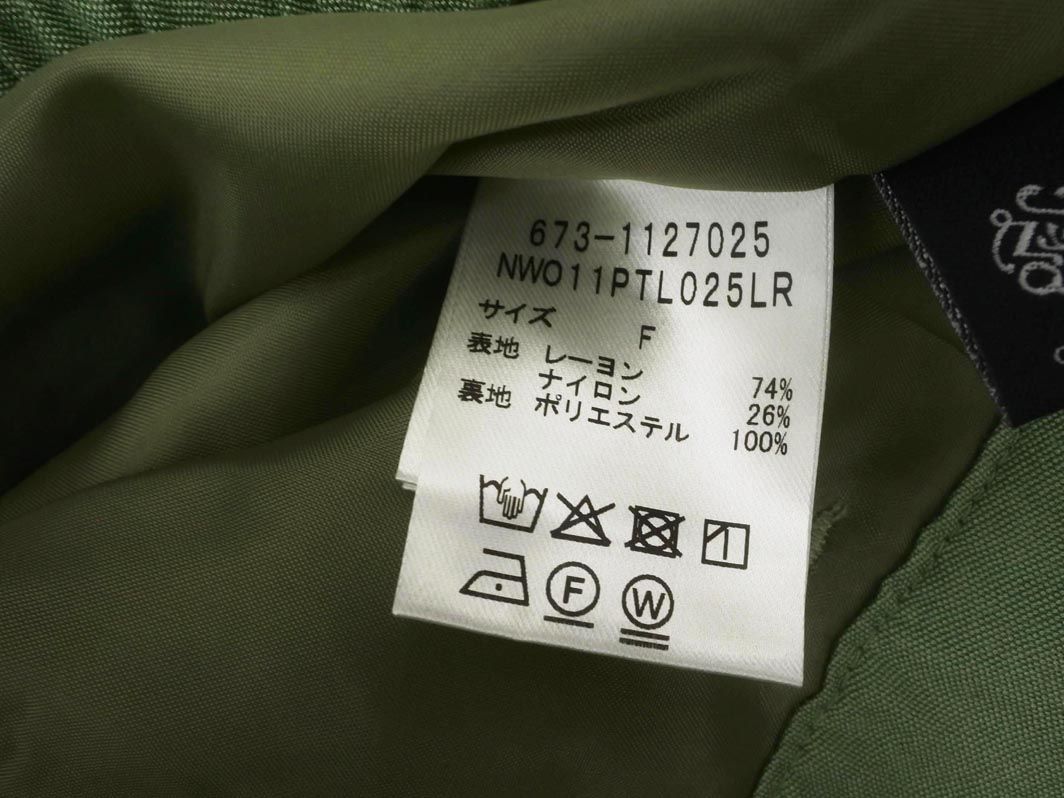 673-1127025
NWO11PTL025LR
サイズ F
表地 レーヨン 74%
ナイロン 26%
裏地 ポリエステル 100%
F W